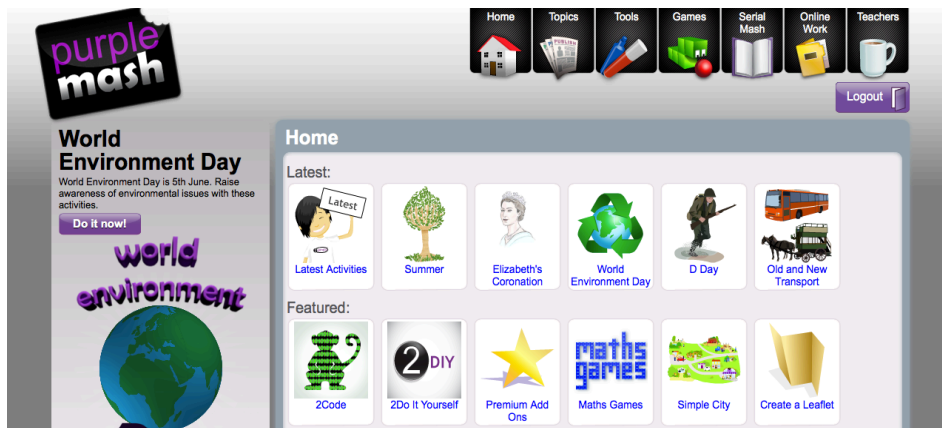 purple
mash
Home
Topics
Tools
Games
Serial
Mash
Online
Work
Teachers
PUBLISH
Logout
World
Environment Day
World Environment Day is 5th June. Raise
awareness of environmental issues with these
activities.
Do it now!
world
environment
Home
Latest:
Latest
Latest Activities
Summer
Elizabeth's
Coronation
World
Environment Day
D Day
Old and New
Transport
Featured:
2 DIY
maths
games
2Code
2Do It Yourself
Premium Add
Ons
Maths Games
Simple City
Create a Leaflet